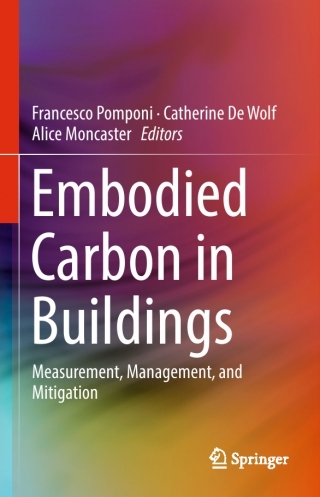 Francesco Pomponi · Catherine De Wolf
Alice Moncaster Editors
Embodied
Carbon in
Buildings
Measurement, Management, and
Mitigation
Springer